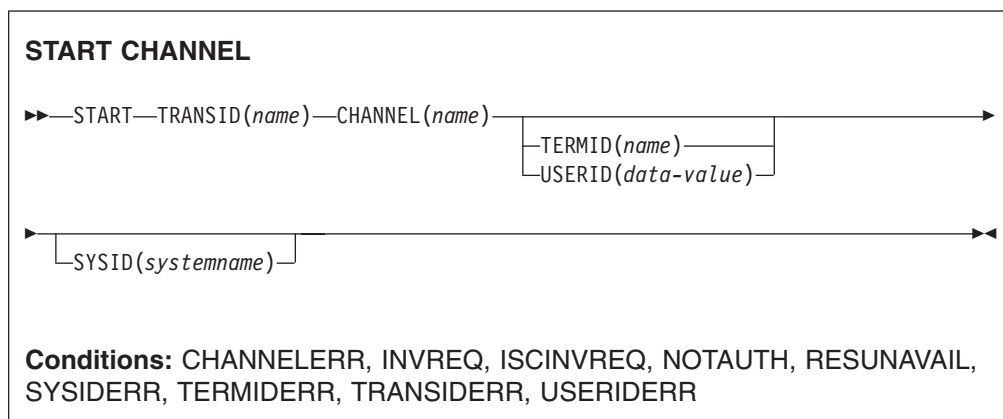 START CHANNEL
START TRANSID(name) CHANNEL(name)
TERMID(name)
USERID(data-value)
SYSID(systemname)
Conditions: CHANNELERR, INVREQ, ISCINVREQ, NOTAUTH, RESUNAVAIL,
SYSIDERR, TERMIDERR, TRANSIDERR, USERIDERR